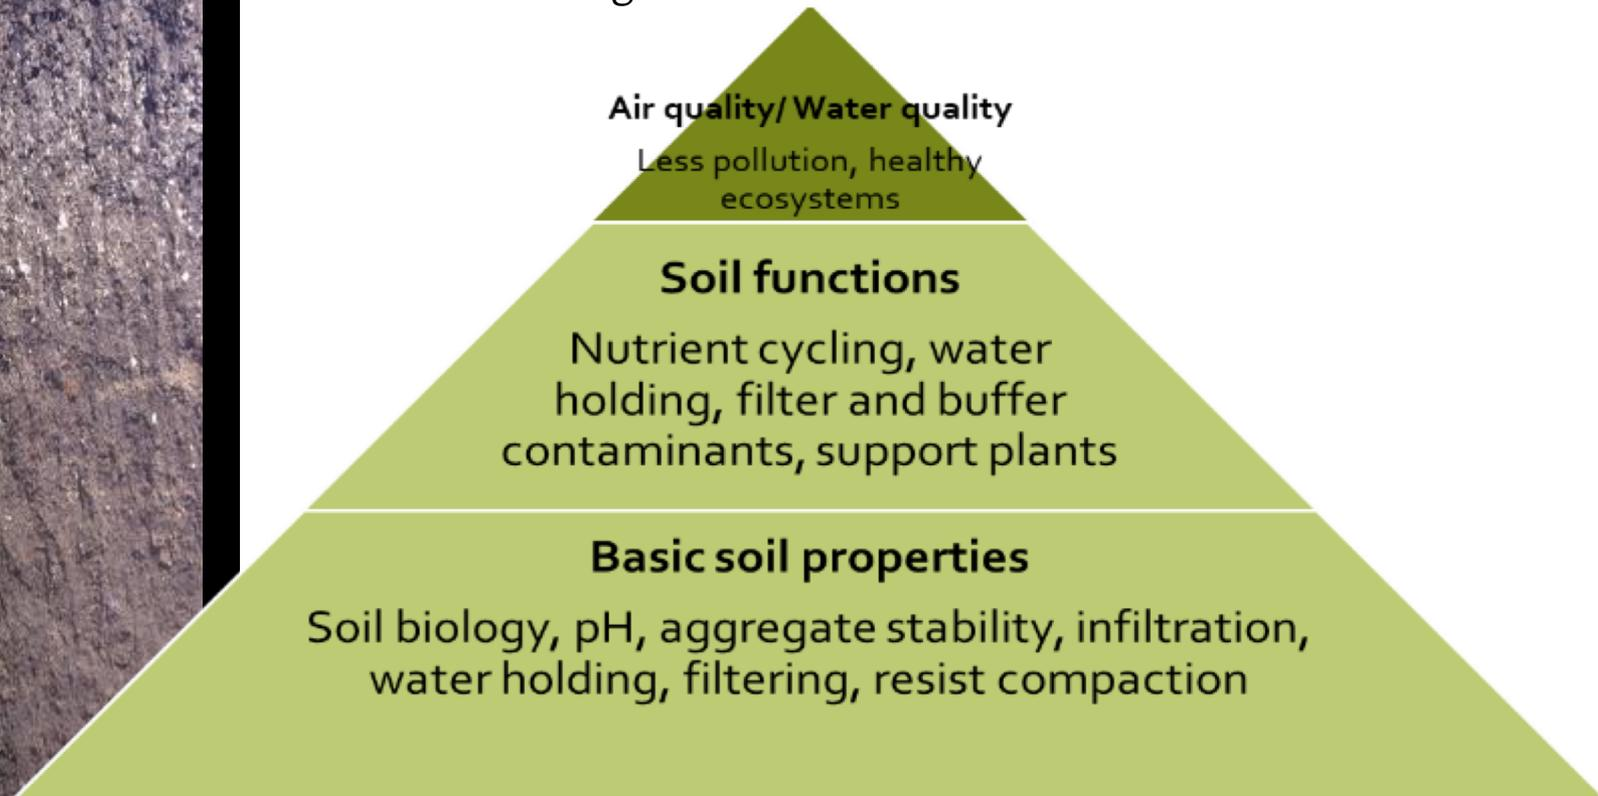 Air quality/ Water quality
Less pollution, healthy
ecosystems
Soil functions
Nutrient cycling, water
holding, filter and buffer
contaminants, support plants
Basic soil properties
Soil biology, pH, aggregate stability, infiltration,
water holding, filtering, resist compaction